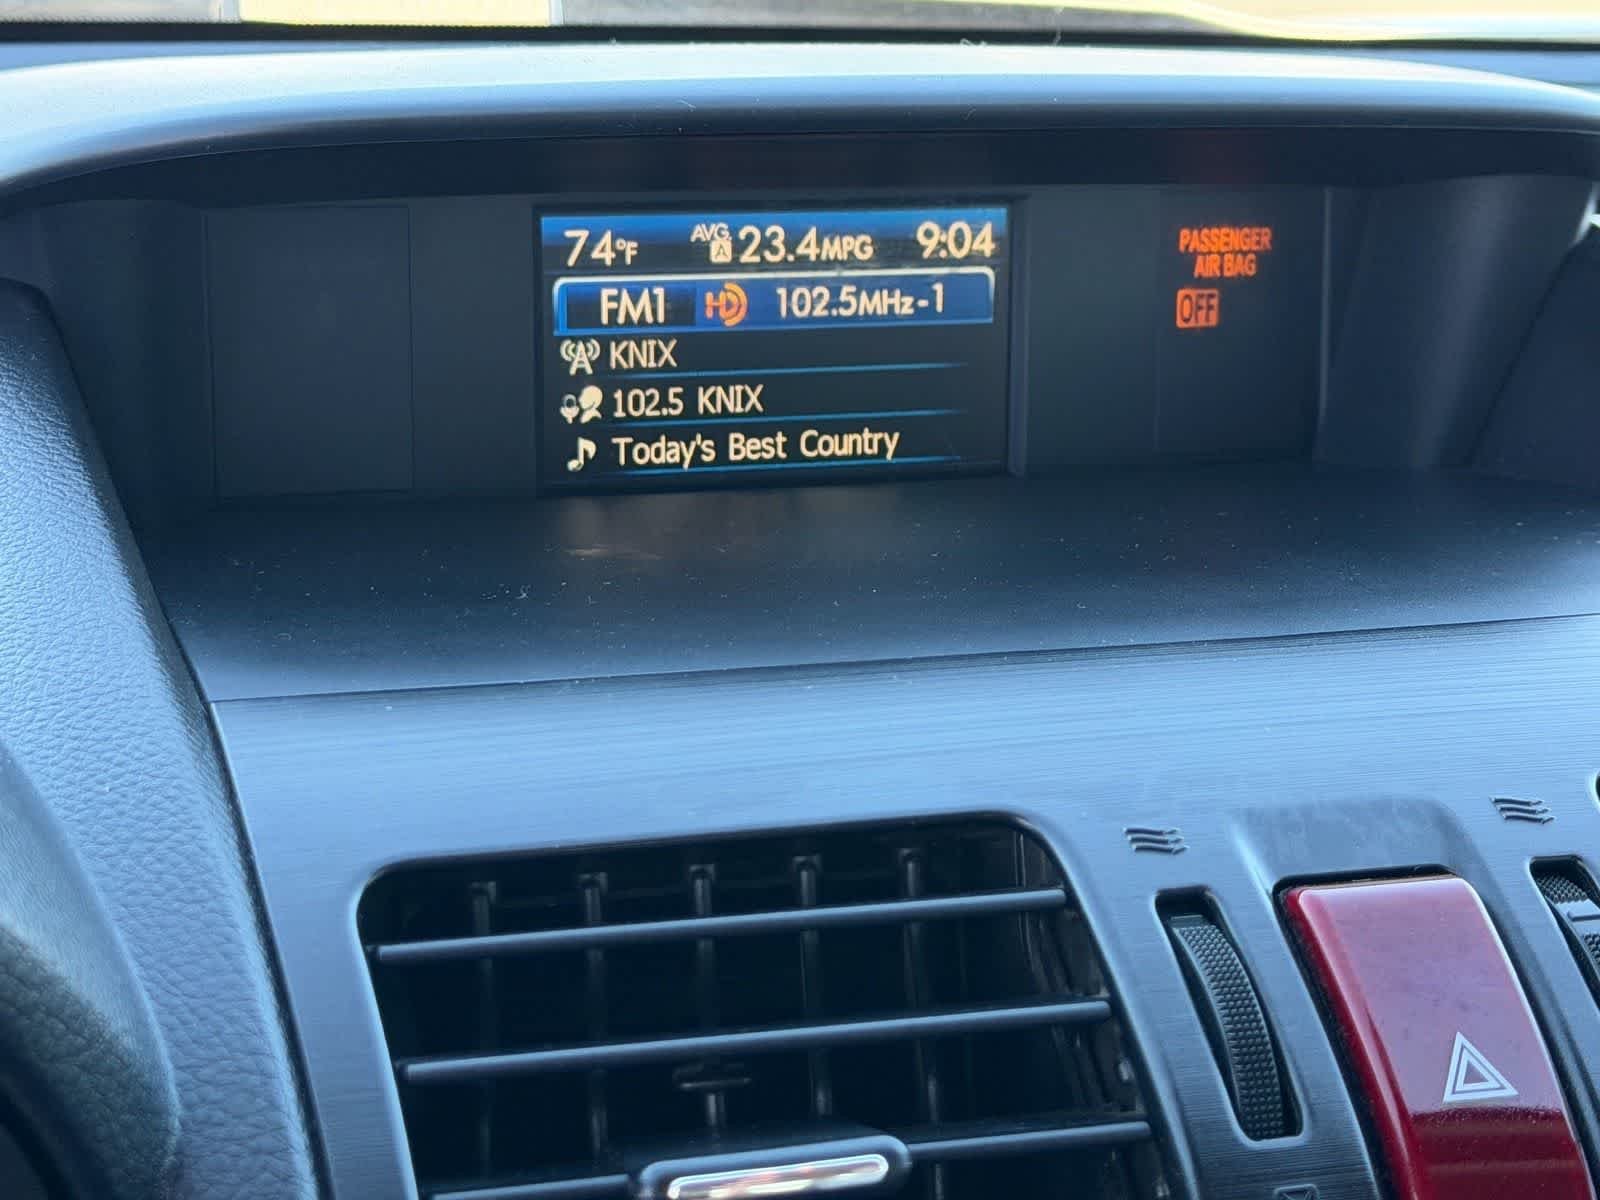 74°F AVG. A 23.4MPG 9:04
FM1 HD 102.5MHz-1
KNIX
102.5 KNIX
Today's Best Country
PASSENGER
AIR BAG
OFF